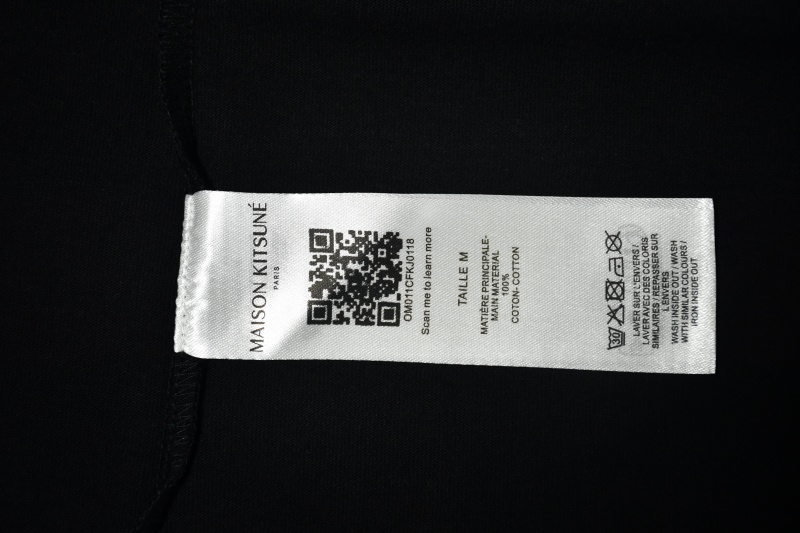 MAISON KITSUNÉ
PARIS
OM011CFKJ0118
Scan me to learn more
TAILLE M
MATIÈRE PRINCIPALE-
MAIN MATERIAL
100%
COTON- COTTON
30
LAVER SUR L'ENVERS /
LAVER AVEC DES COLORIS
SIMILAIRES / REPASSER SUR
L'ENVERS
WASH INSIDE OUT / WASH
WITH SIMILAR COLOURS /
IRON INSIDE OUT